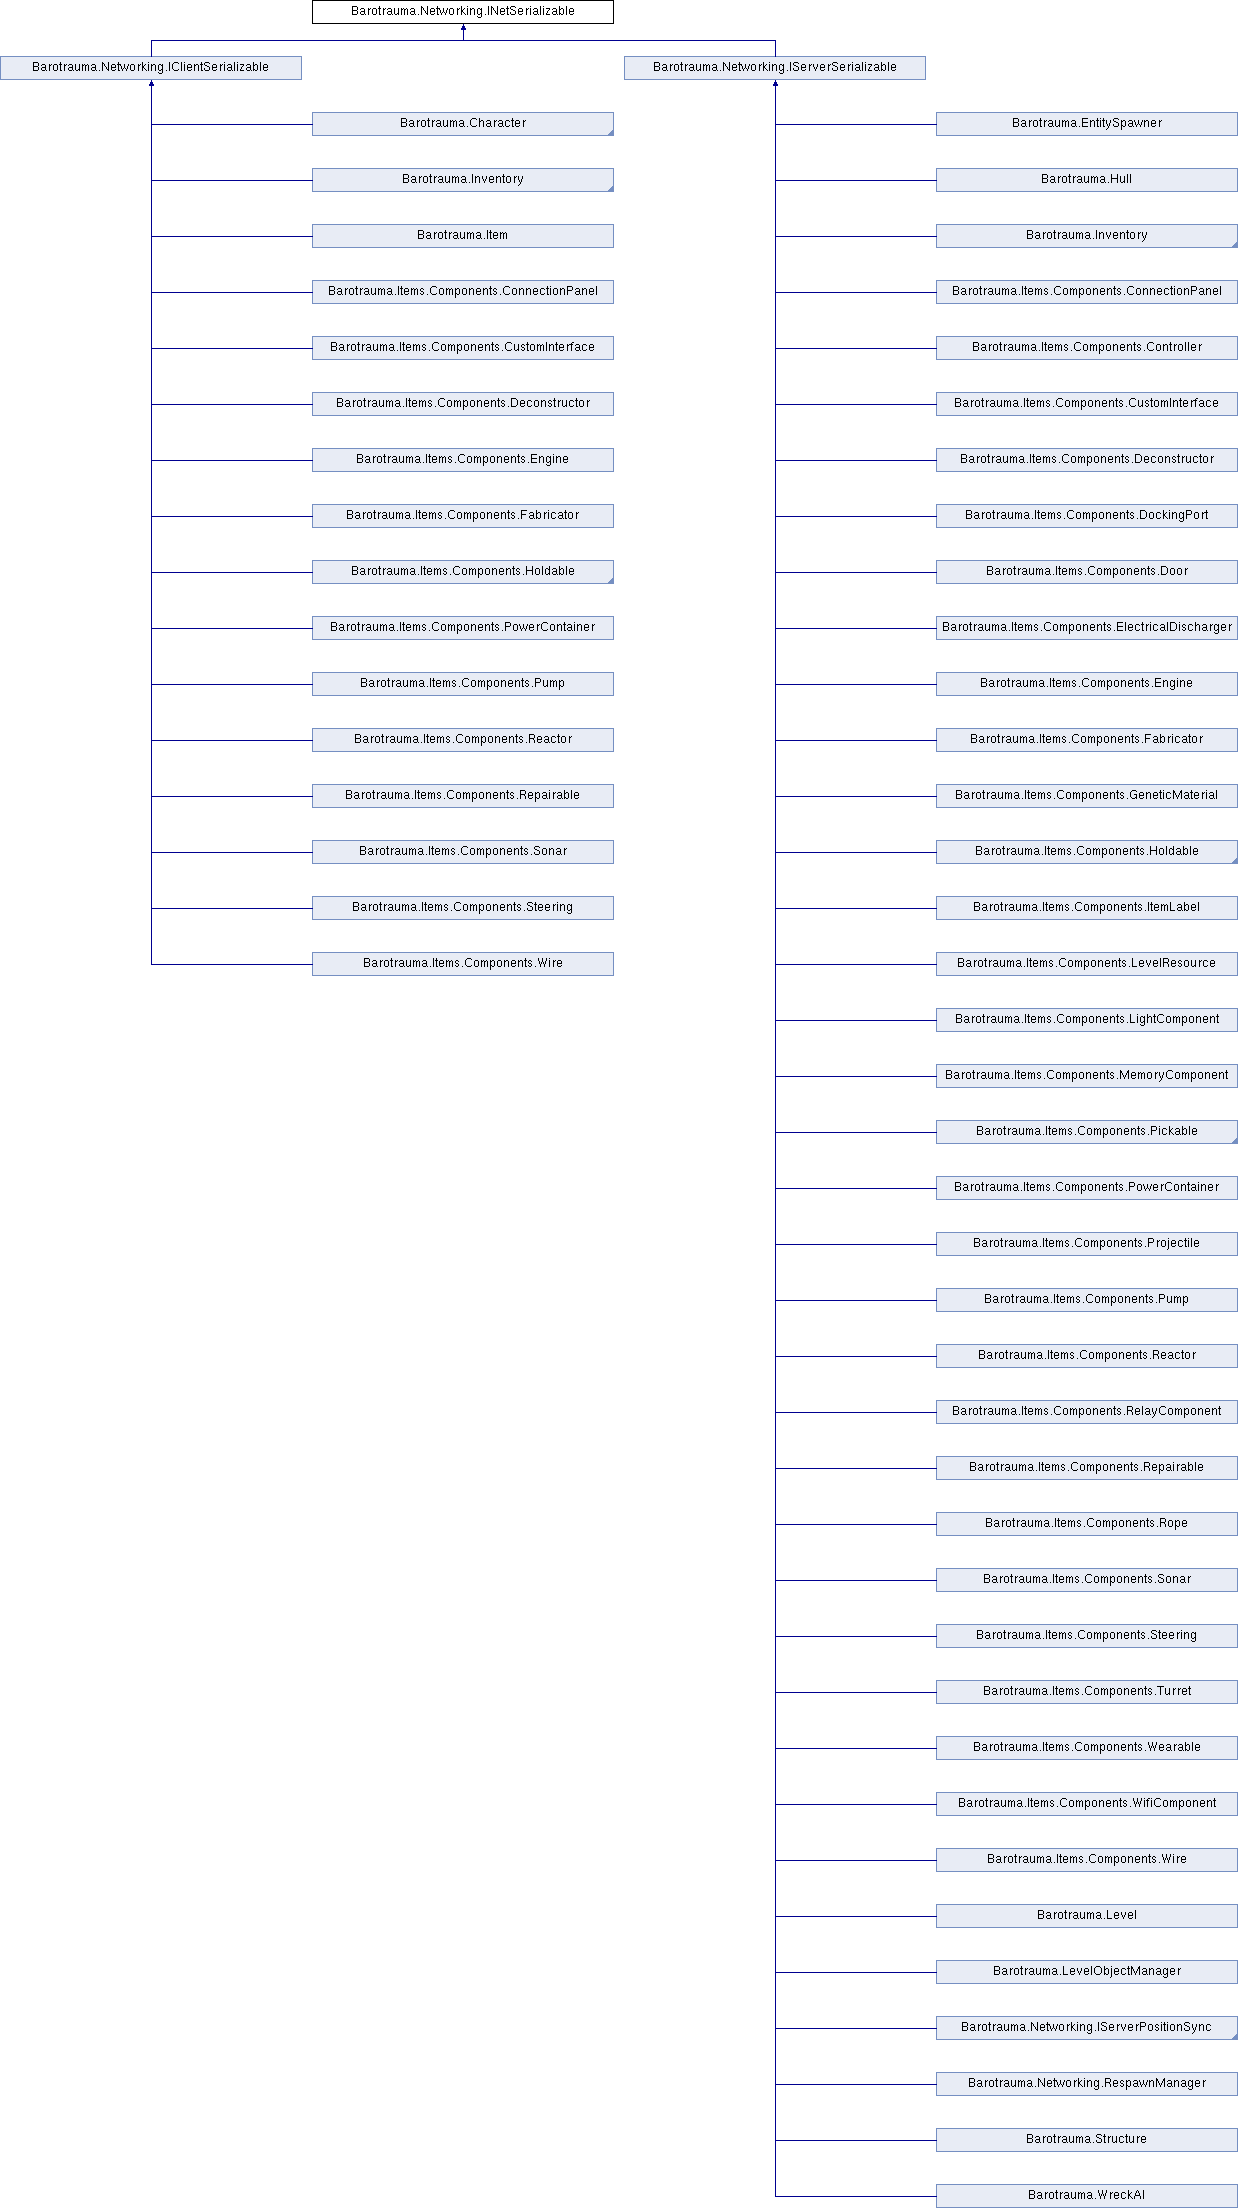 Barotrauma.Networking.INetSerializable
Barotrauma.Networking.IClientSerializable
Barotrauma.Networking.IServerSerializable
Barotrauma.Character
Barotrauma.EntitySpawner
Barotrauma.Inventory
Barotrauma.Hull
Barotrauma.Item
Barotrauma.Inventory
Barotrauma.Items.Components.ConnectionPanel
Barotrauma.Items.Components.ConnectionPanel
Barotrauma.Items.Components.CustomInterface
Barotrauma.Items.Components.Controller
Barotrauma.Items.Components.Deconstructor
Barotrauma.Items.Components.CustomInterface
Barotrauma.Items.Components.Engine
Barotrauma.Items.Components.Deconstructor
Barotrauma.Items.Components.Fabricator
Barotrauma.Items.Components.DockingPort
Barotrauma.Items.Components.Holdable
Barotrauma.Items.Components.Door
Barotrauma.Items.Components.PowerContainer
Barotrauma.Items.Components.ElectricalDischarger
Barotrauma.Items.Components.Pump
Barotrauma.Items.Components.Engine
Barotrauma.Items.Components.Reactor
Barotrauma.Items.Components.Fabricator
Barotrauma.Items.Components.Repairable
Barotrauma.Items.Components.GeneticMaterial
Barotrauma.Items.Components.Sonar
Barotrauma.Items.Components.Holdable
Barotrauma.Items.Components.Steering
Barotrauma.Items.Components.ItemLabel
Barotrauma.Items.Components.Wire
Barotrauma.Items.Components.LevelResource
Barotrauma.Items.Components.LightComponent
Barotrauma.Items.Components.MemoryComponent
Barotrauma.Items.Components.Pickable
Barotrauma.Items.Components.PowerContainer
Barotrauma.Items.Components.Projectile
Barotrauma.Items.Components.Pump
Barotrauma.Items.Components.Reactor
Barotrauma.Items.Components.RelayComponent
Barotrauma.Items.Components.Repairable
Barotrauma.Items.Components.Rope
Barotrauma.Items.Components.Sonar
Barotrauma.Items.Components.Steering
Barotrauma.Items.Components.Turret
Barotrauma.Items.Components.Wearable
Barotrauma.Items.Components.WifiComponent
Barotrauma.Items.Components.Wire
Barotrauma.Level
Barotrauma.LevelObjectManager
Barotrauma.Networking.IServerPositionSync
Barotrauma.Networking.RespawnManager
Barotrauma.Structure
Barotrauma.WreckAI